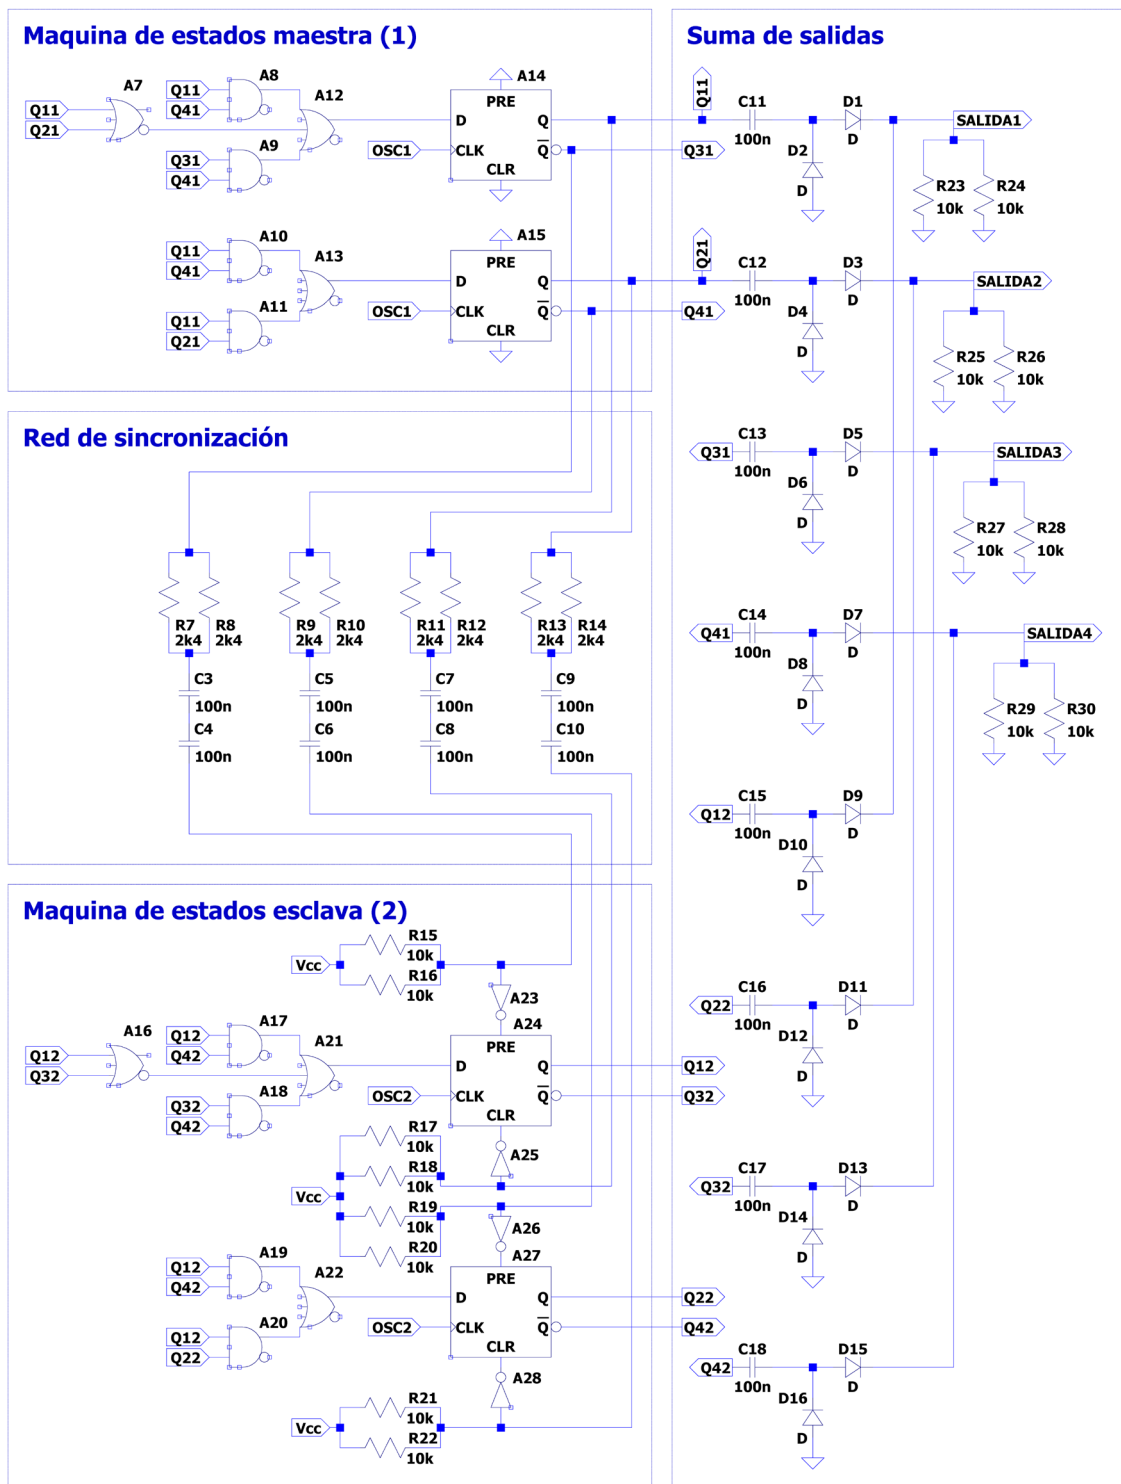 Maquina de estados maestra (1)
A7
Q11
Q21
A8
Q11
Q41
A9
Q31
Q41
A12
A14
PRE
D
Q
OSC1
CLK
Q
CLR
Q31
A10
Q11
Q41
A11
Q11
Q21
A13
A15
PRE
D
Q
OSC1
CLK
Q
CLR
Q41
Red de sincronización
R7
2k4
R8
2k4
R9
2k4
R10
2k4
R11
2k4
R12
2k4
R13
2k4
R14
2k4
C3
100n
C5
100n
C7
100n
C9
100n
C4
100n
C6
100n
C8
100n
C10
100n
Maquina de estados esclava (2)
R15
10k
Vcc
R16
10k
A23
A24
A16
Q12
Q32
A17
Q12
Q42
A18
Q32
Q42
A21
PRE
D
Q
OSC2
CLK
Q
CLR
Q12
Q32
R17
10k
R18
10k
Vcc
R19
10k
R20
10k
A25
A26
A27
A19
Q12
Q42
A20
Q12
Q22
A22
PRE
D
Q
OSC2
CLK
Q
CLR
Q22
Q42
A28
R21
10k
Vcc
R22
10k
Suma de salidas
Q11
C11
100n
D1
D
D2
D
SALIDA1
R23
10k
R24
10k
Q21
C12
100n
D3
D
D4
D
SALIDA2
R25
10k
R26
10k
Q31
C13
100n
D5
D
D6
D
SALIDA3
R27
10k
R28
10k
Q41
C14
100n
D7
D
D8
D
SALIDA4
R29
10k
R30
10k
Q12
C15
100n
D9
D
D10
D
Q22
C16
100n
D11
D
D12
D
Q32
C17
100n
D13
D
D14
D
Q42
C18
100n
D15
D
D16
D